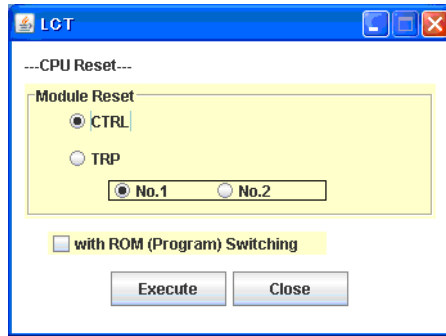 LCT
---CPU Reset---
Module Reset
CTRL
TRP
No.1 No.2
with ROM (Program) Switching
Execute Close